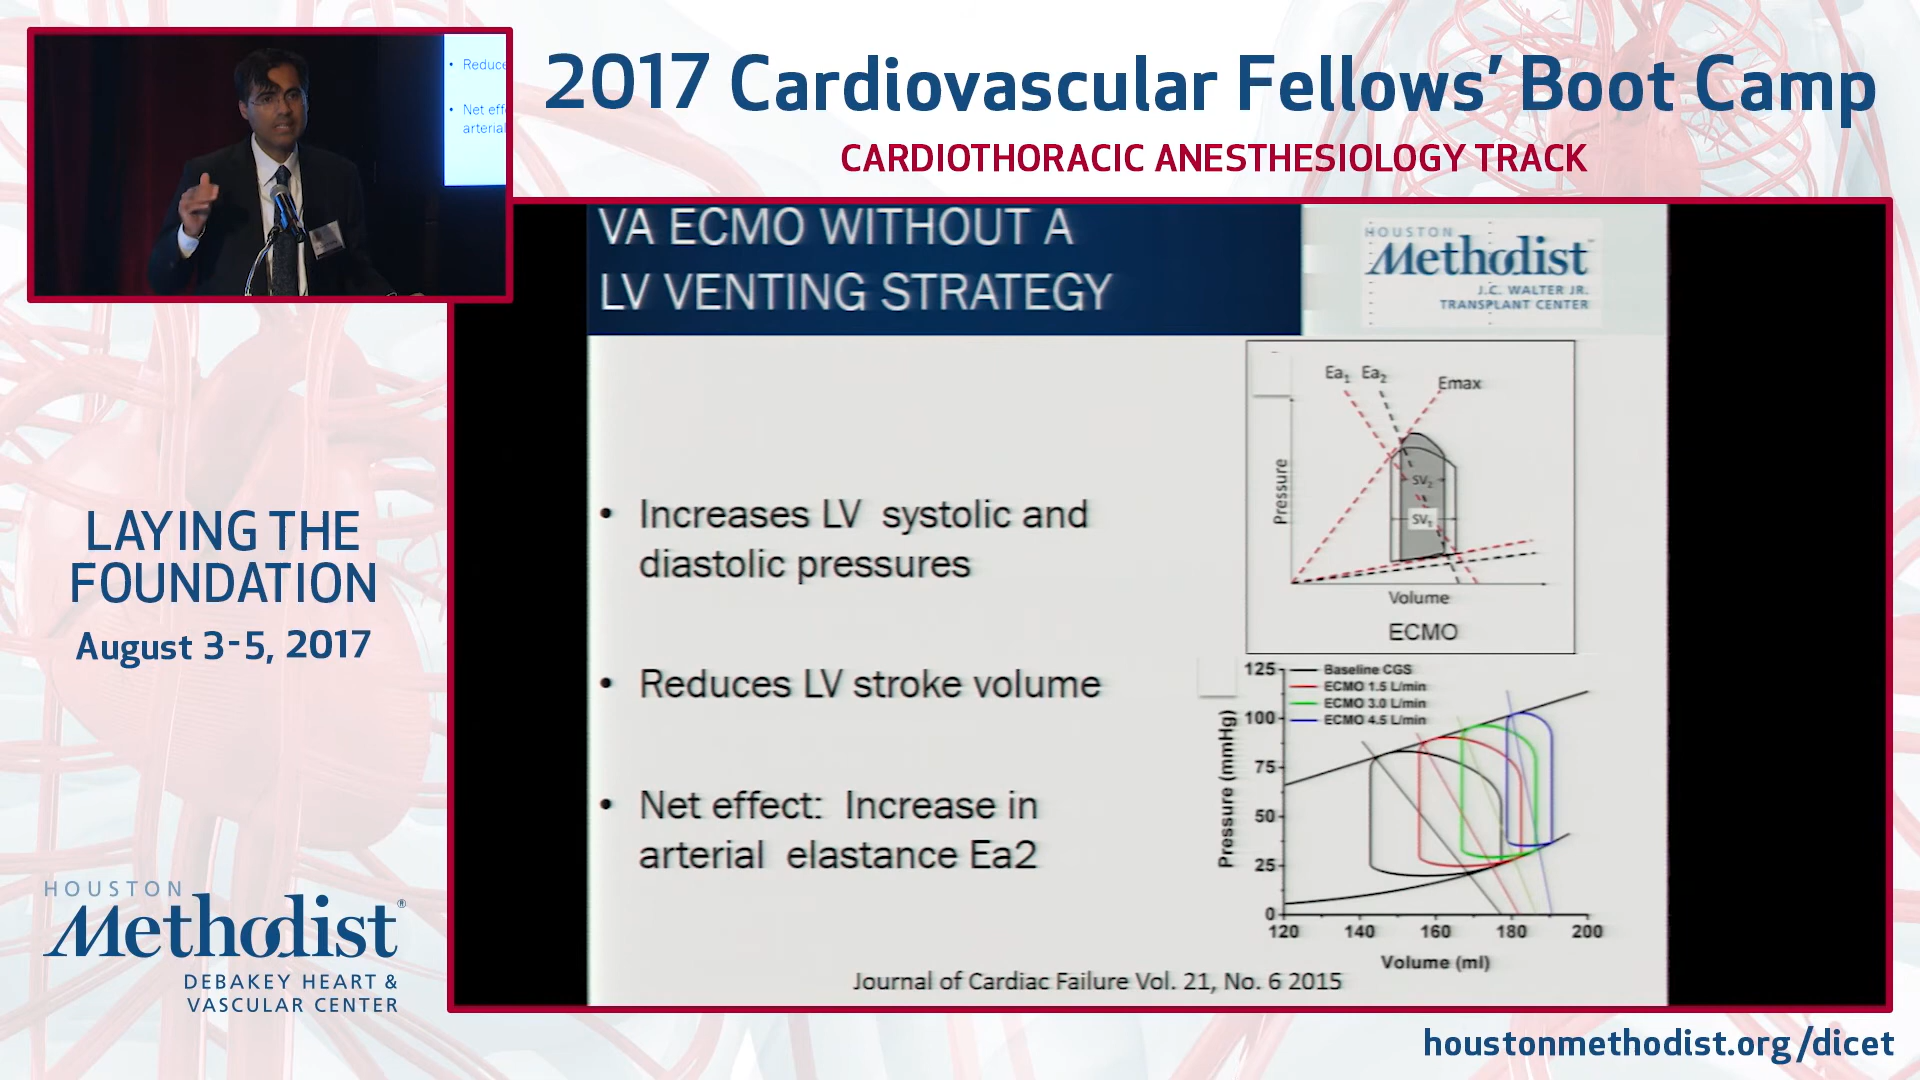 • Reduce
• Net eff
arterial
2017 Cardiovascular Fellows' Boot Camp
CARDIOTHORACIC ANESTHESIOLOGY TRACK
VA ECMO WITHOUT A
LV VENTING STRATEGY
HOUSTON
Methodist
J.C. WALTER JR.
TRANSPLANT CENTER
• Increases LV systolic and
diastolic pressures
• Reduces LV stroke volume
• Net effect: Increase in
arterial elastance Ea2
Ea1 Ea2 Emax
Pressure
SV2
SV1
Volume
ECMO
Baseline CGS
ECMO 1.5 L/min
ECMO 3.0 L/min
ECMO 4.5 L/min
Pressure (mmHg)
125
100
75
50
25
0
120 140 160 180 200
Volume (ml)
Journal of Cardiac Failure Vol. 21, No. 6 2015
LAYING THE
FOUNDATION
August 3-5, 2017
HOUSTON
Methodist®
DEBAKEY HEART &
VASCULAR CENTER
houstonmethodist.org/dicet